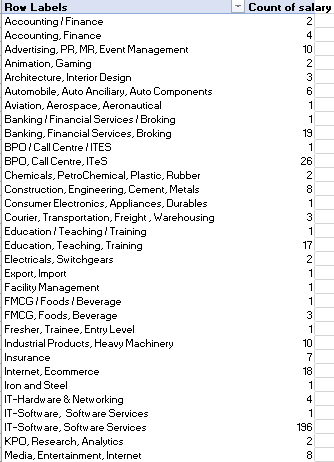 Row Labels Count of salary
Accounting / Finance 2
Accounting, Finance 4
Advertising, PR, MR, Event Management 10
Animation, Gaming 2
Architecture, Interior Design 3
Automobile, Auto Anciliary, Auto Components 6
Aviation, Aerospace, Aeronautical 1
Banking / Financial Services / Broking 1
Banking, Financial Services, Broking 19
BPO / Call Centre / ITES 1
BPO, Call Centre, ITeS 26
Chemicals, PetroChemical, Plastic, Rubber 2
Construction, Engineering, Cement, Metals 8
Consumer Electronics, Appliances, Durables 1
Courier, Transportation, Freight , Warehousing 3
Education / Teaching / Training 1
Education, Teaching, Training 17
Electricals, Switchgears 2
Export, Import 1
Facility Management 1
FMCG / Foods / Beverage 1
FMCG, Foods, Beverage 3
Fresher, Trainee, Entry Level 1
Industrial Products, Heavy Machinery 10
Insurance 7
Internet, Ecommerce 18
Iron and Steel 1
IT-Hardware & Networking 4
IT-Software,  Software Services 1
IT-Software, Software Services 196
KPO, Research, Analytics 2
Media, Entertainment, Internet 8